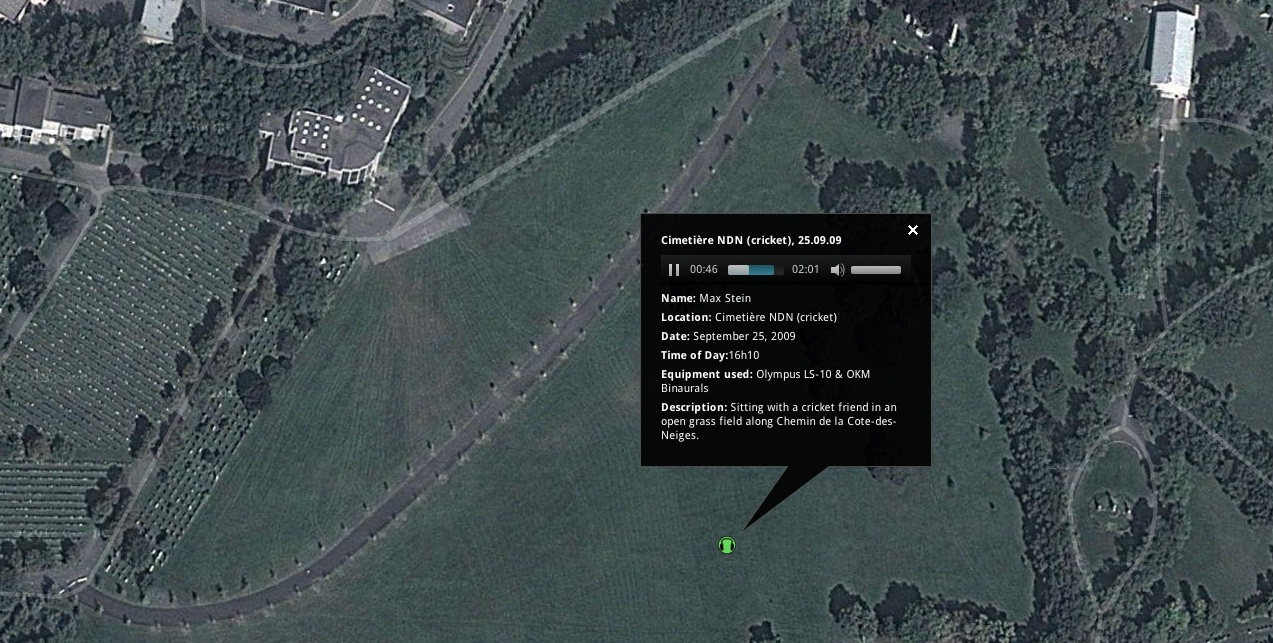 Cimetière NDN (cricket), 25.09.09
00:46 02:01
Name: Max Stein
Location: Cimetière NDN (cricket)
Date: September 25, 2009
Time of Day:16h10
Equipment used: Olympus LS-10 & OKM
Binaurals
Description: Sitting with a cricket friend in an
open grass field along Chemin de la Cote-des-
Neiges.